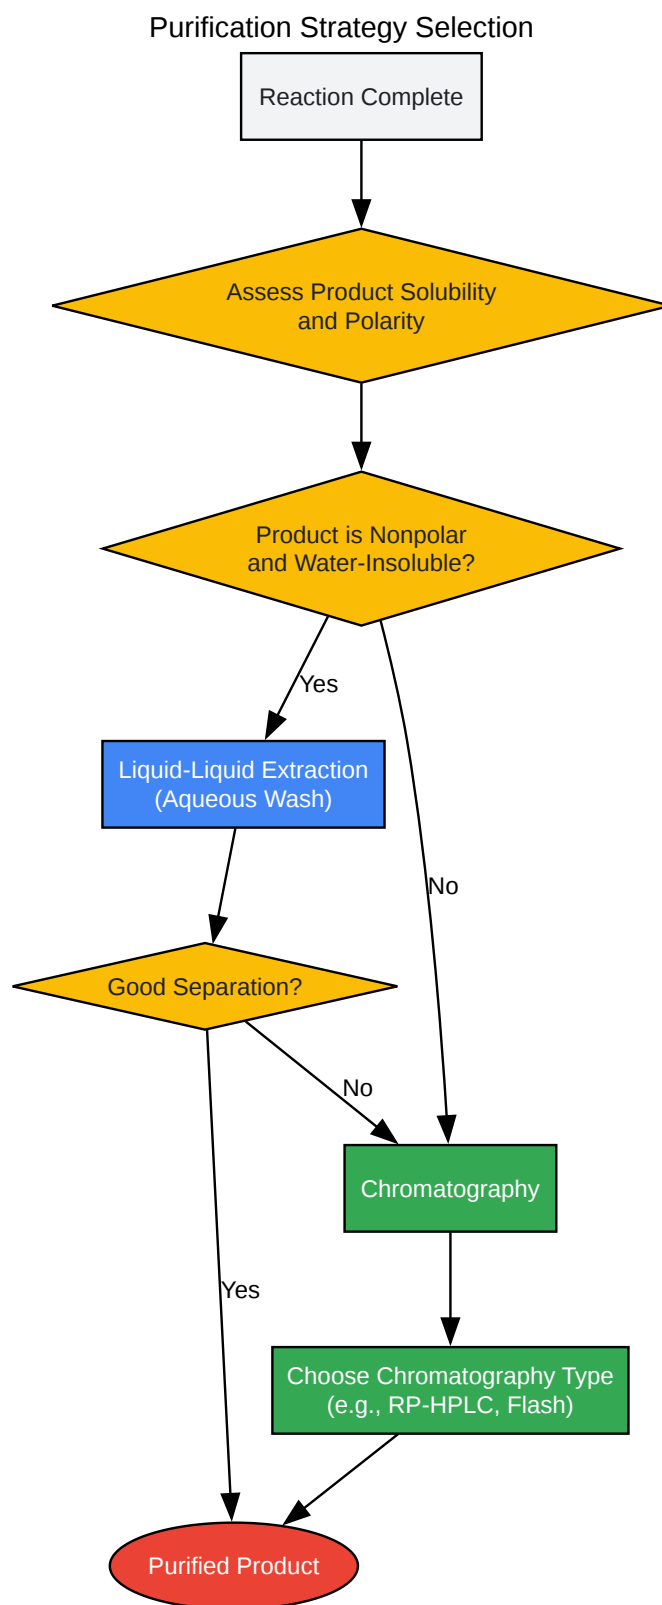 Purification Strategy Selection
Reaction Complete
Assess Product Solubility
and Polarity
Product is Nonpolar
and Water-Insoluble?
Yes
Liquid-Liquid Extraction
(Aqueous Wash)
No
Good Separation?
No
Chromatography
Yes
Choose Chromatography Type
(e.g., RP-HPLC, Flash)
Purified Product